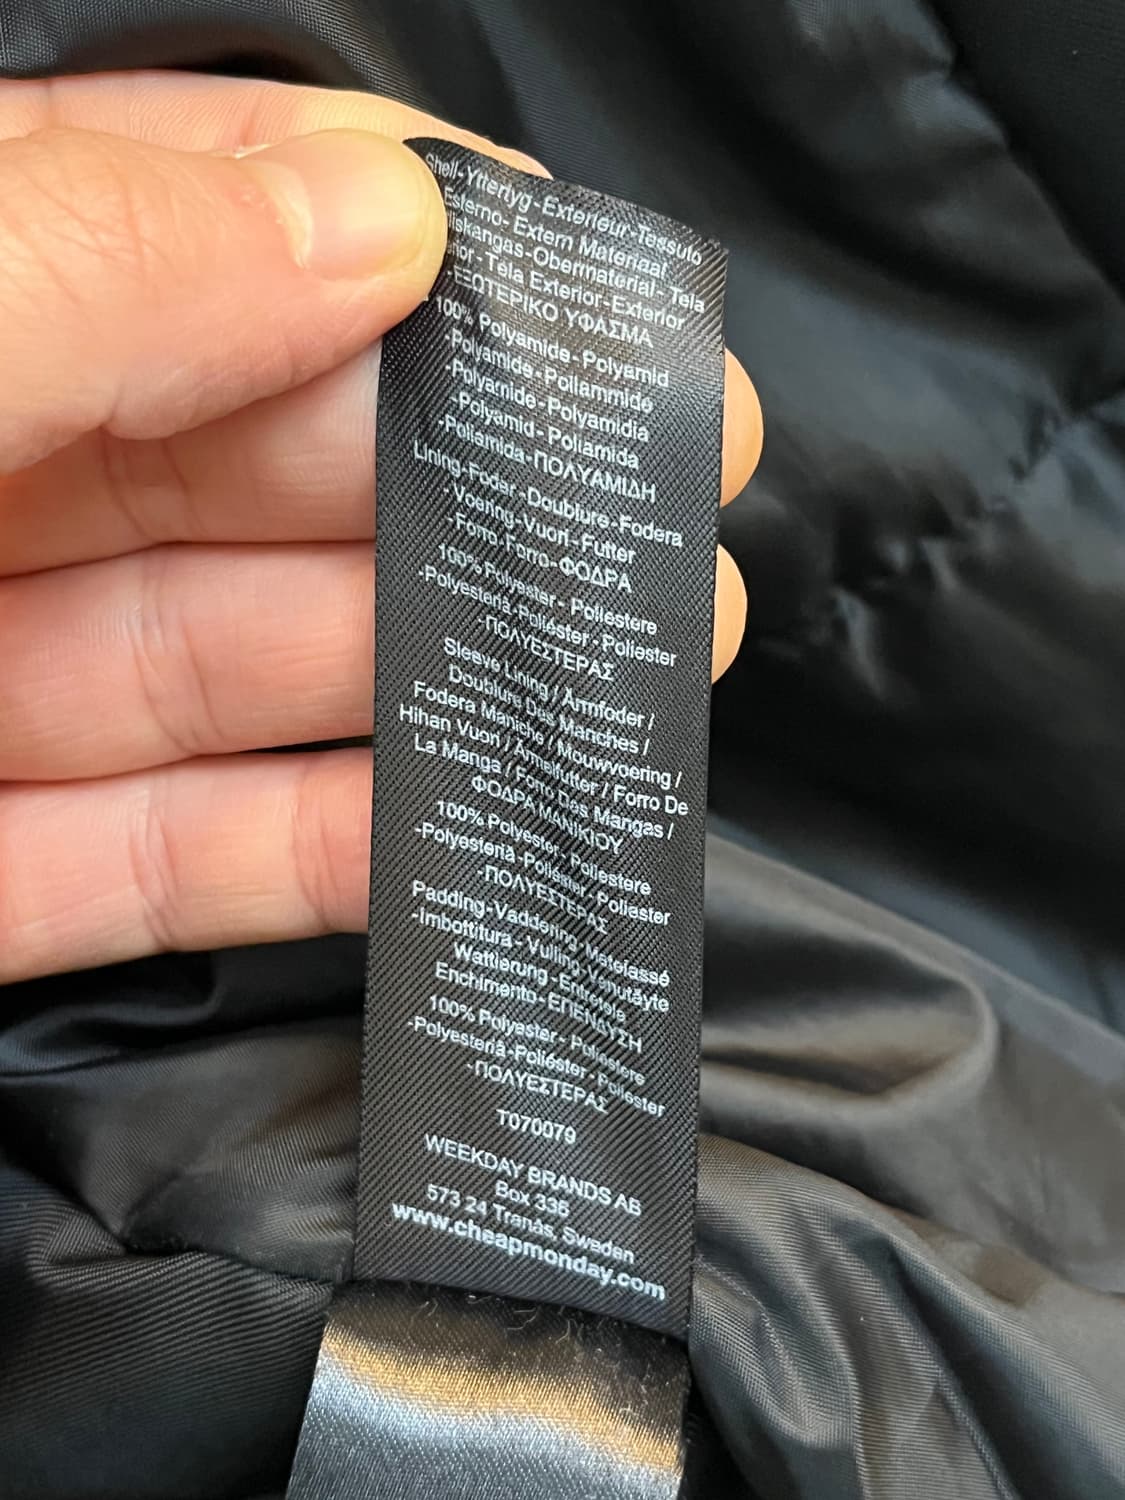 Shell-Yttertyg-Exterieur-Tessuto
Esterno-Extern Materiaal
-Obermaterial-Tela
-Tela Exterior-Exterior
-ΕΞΩΤΕΡΙΚΟ ΥΦΑΣΜΑ
100% Polyamide-Polyamid
-Polyamide-Poliammide
-Polyamide-Polyamidia
-Polyamid-Poliamida
-Poliamida-ΠΟΛΥΑΜΙΔΗ
Lining-Foder-Doublure-Fodera
-Voering-Vuori-Futter
-Forro-Forro-ΦΟΔΡΑ
100% Polyester-Poliestere
-Polyesteriä-Poliéster-Poliester
-ΠΟΛΥΕΣΤΕΡΑΣ
Sleeve Lining / Ärmfoder /
Doublure Des Manches /
Fodera Maniche / Mouwvoering /
Hihan Vuori / Ärmelfutter / Forro De
La Manga / Forro Das Mangas /
ΦΟΔΡΑ ΜΑΝΙΚΙΟΥ
100% Polyester-Poliestere
-Polyesteriä-Poliéster-Poliester
-ΠΟΛΥΕΣΤΕΡΑΣ
Padding-Vaddering-Matelassé
-Imbottitura-Vulling-Vanutäyte
Wattierung-Entretela
Enchimento-ΕΠΕΝΔΥΣΗ
100% Polyester-Poliestere
-Polyesteriä-Poliéster-Poliester
-ΠΟΛΥΕΣΤΕΡΑΣ
T070079
WEEKDAY BRANDS AB
Box 336
573 24 Tranås, Sweden
www.cheapmonday.com